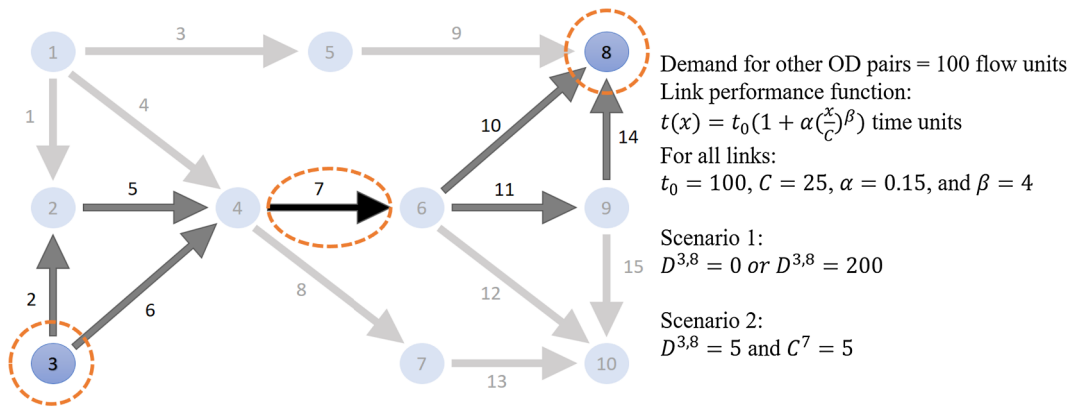 1
3
5
9
8
1
4
10
14
2
5
4
7
6
11
9
2
6
8
12
15
3
7
13
10
Demand for other OD pairs = 100 flow units
Link performance function:
t(x) = t₀(1 + α(x/C)^β) time units
For all links:
t₀ = 100, C = 25, α = 0.15, and β = 4
Scenario 1:
D^{3,8} = 0 or D^{3,8} = 200
Scenario 2:
D^{3,8} = 5 and C^7 = 5